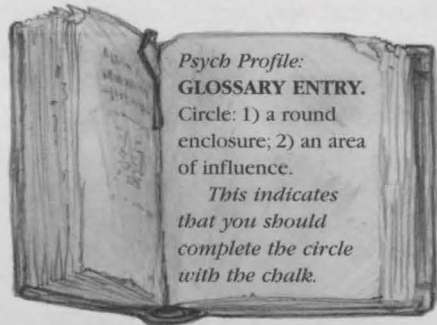 Psych Profile:
GLOSSARY ENTRY.
Circle: 1) a round
enclosure; 2) an area
of influence.
This indicates
that you should
complete the circle
with the chalk.